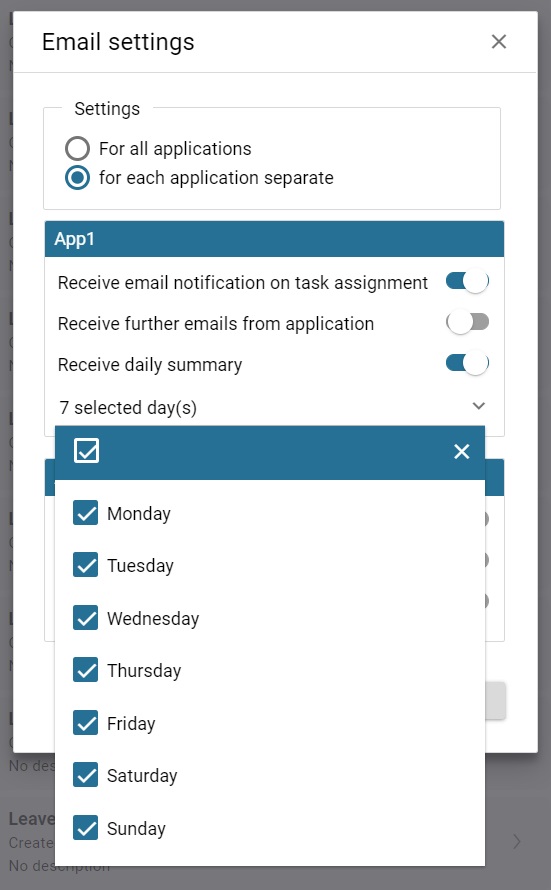 Email settings
Settings
For all applications
for each application separate
App1
Receive email notification on task assignment
Receive further emails from application
Receive daily summary
7 selected day(s)
Monday
Tuesday
Wednesday
Thursday
Friday
Saturday
No des
Sunday
Leave
Create
No description